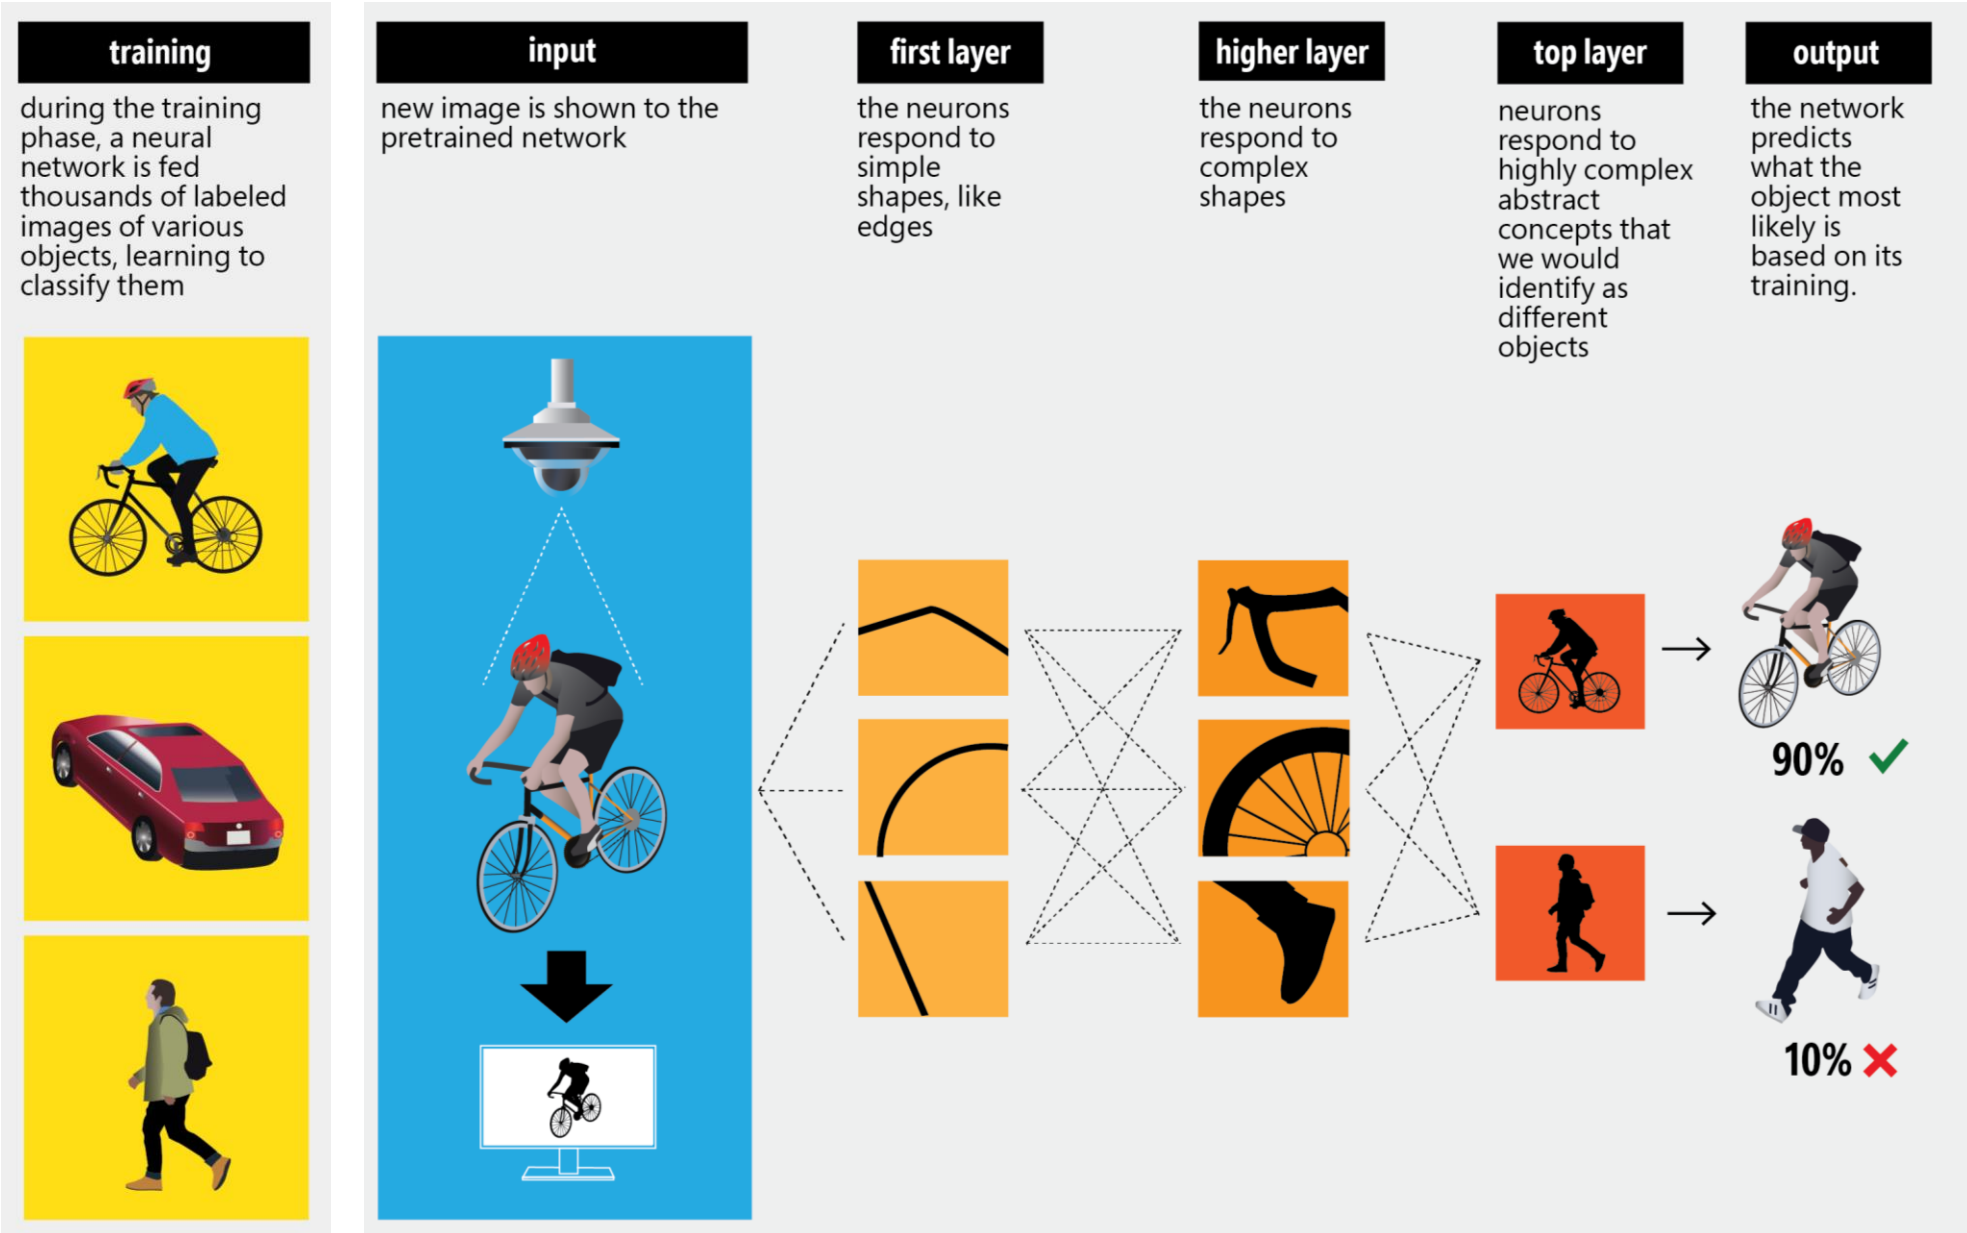 training
during the training
phase, a neural
network is fed
thousands of labeled
images of various
objects, learning to
classify them
input
new image is shown to the
pretrained network
first layer
the neurons
respond to
simple
shapes, like
edges
higher layer
the neurons
respond to
complex
shapes
top layer
neurons
respond to
highly complex
abstract
concepts that
we would
identify as
different
objects
output
the network
predicts
what the
object most
likely is
based on its
training.
90%
10%